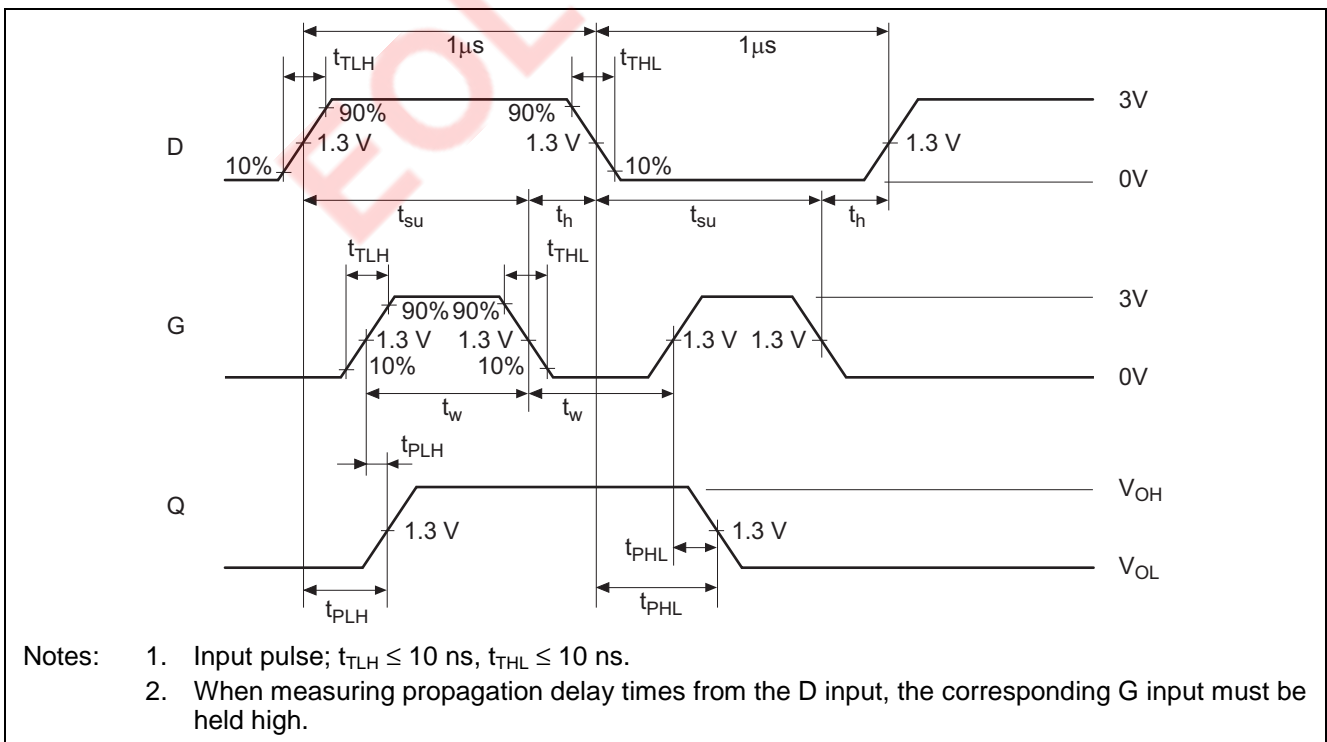 1μs 1μs
tTLH tTHL
90% 90% 3V
D 1.3 V 1.3 V 1.3 V
10% 10% 0V
tsu th tsu th
tTLH tTHL
90% 90% 3V
G 1.3 V 1.3 V 1.3 V 1.3 V
10% 10% 0V
tw tw
tPLH
Q VOH
1.3 V 1.3 V
tPHL
VOL
tPLH tPHL
Notes: 1. Input pulse; tTLH ≤ 10 ns, tTHL ≤ 10 ns.
2. When measuring propagation delay times from the D input, the corresponding G input must be
held high.
EOL